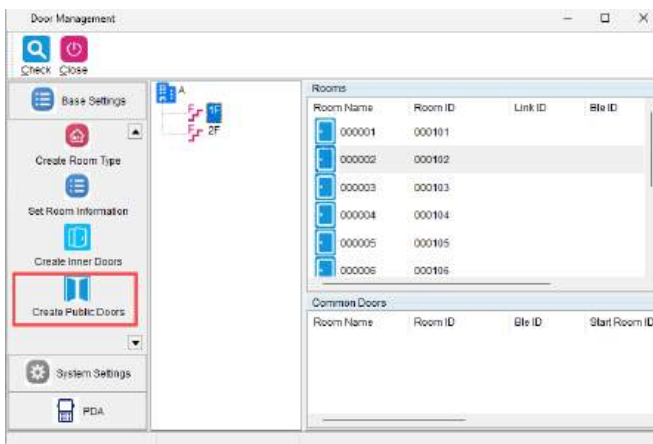 Door Management
Check Close
Base Settings
Create Room Type
Set Room Information
Create Inner Doors
Create Public Doors
System Settings
PDA
A
1F
2F
Rooms
Room Name Room ID Link ID Ble ID
000001 000101
000002 000102
000003 000103
000004 000104
000005 000105
000006 000106
Common Doors
Room Name Room ID Ble ID Start Room ID